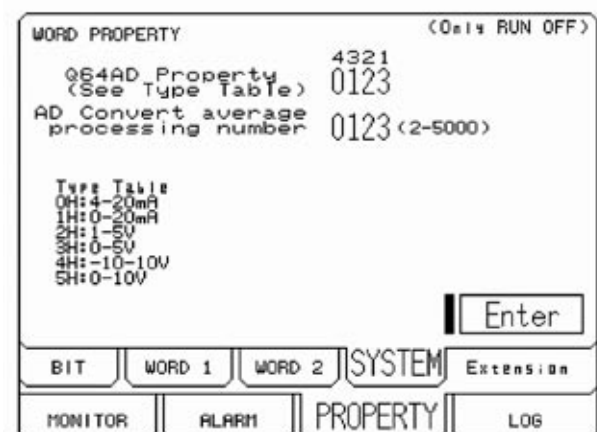 WORD PROPERTY (Only RUN OFF)
4321
Q64AD Property 0123
(See Type Table)
AD Convert average
processing number 0123 (2-5000)
Type Table
0H:4-20mA
1H:0-20mA
2H:1-5V
3H:0-5V
4H:-10-10V
5H:0-10V
Enter
BIT WORD 1 WORD 2 SYSTEM Extension
MONITOR ALARM PROPERTY LOG